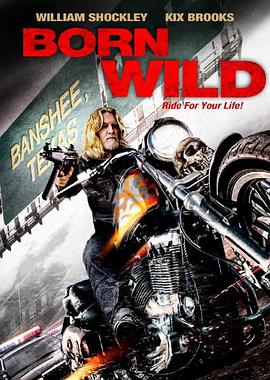 WILLIAM SHOCKLEY KIX BROOKS
BORN
WILD
Ride For Your Life!
BANSHEE,
TEXAS